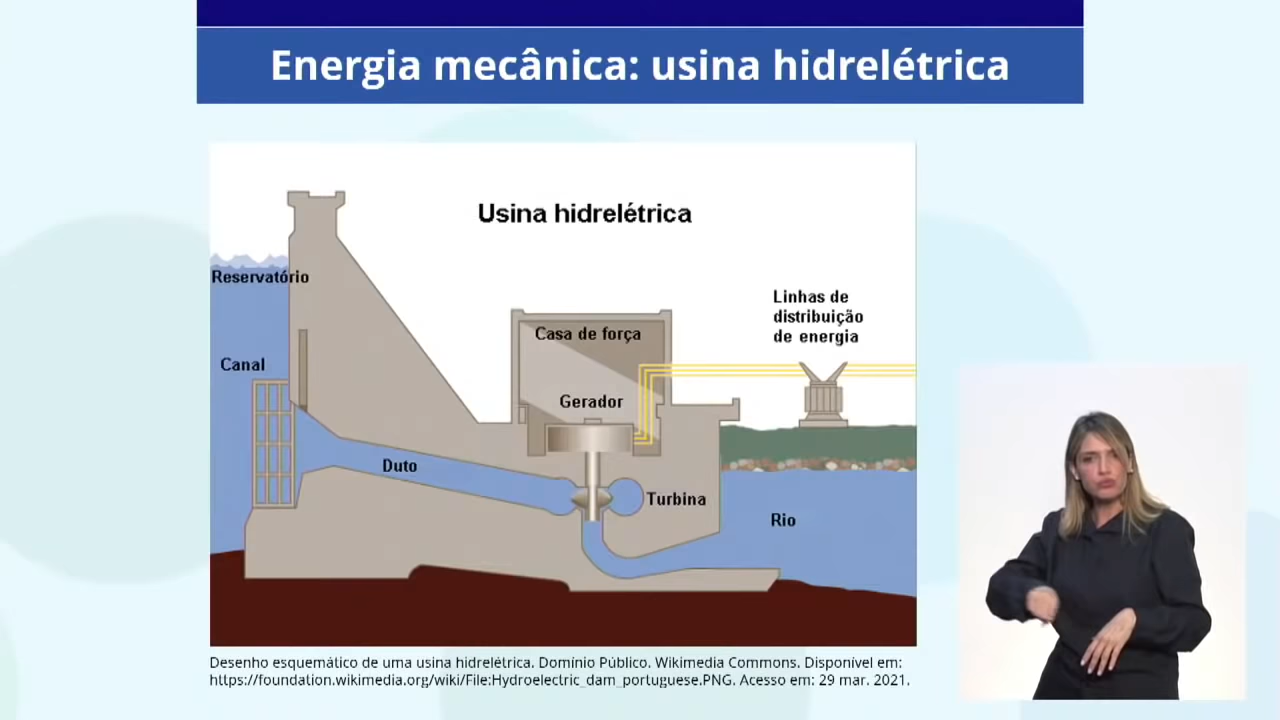 Energia mecânica: usina hidrelétrica
Usina hidrelétrica
Reservatório
Linhas de
distribuição
de energia
Casa de força
Canal
Gerador
Duto
Turbina
Rio
Desenho esquemático de uma usina hidrelétrica. Domínio Público. Wikimedia Commons. Disponível em:
https://foundation.wikimedia.org/wiki/File:Hydroelectric_dam_portuguese.PNG. Acesso em: 29 mar. 2021.